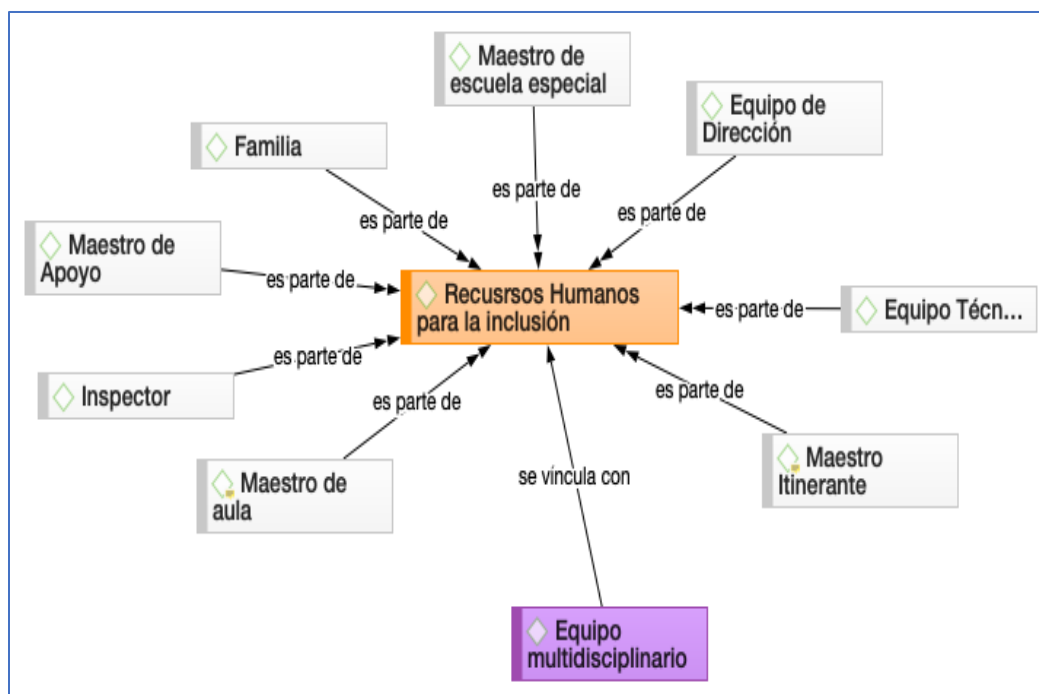 Maestro de
escuela especial
Equipo de
Dirección
Familia
es parte de
es parte de
es parte de
Maestro de
Apoyo
es parte de
Recusrsos Humanos
para la inclusión
es parte de
Equipo Técn...
Inspector
es parte de
es parte de
es parte de
Maestro de
aula
Maestro
Itinerante
se víncula con
Equipo
multidisciplinario